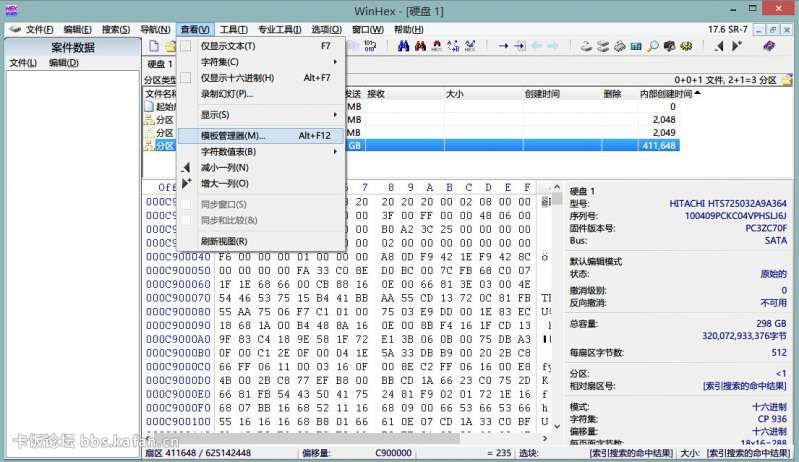 WinHex - [硬盘 1]
文件(F) 编辑(E) 搜索(S) 导航(N) 查看(V) 工具(T) 专业工具(I) 选项(O) 窗口(W) 帮助(H) 17.6 SR-7
案件数据
文件(L) 编辑(D)
硬盘 1
分区类型
0+0+1 文件, 2+1=3 分区
文件名称 发送 接收 大小 创建时间 删除 内部创建时间
起始 MB 0
分区 MB 2,048
分区 MB 2,049
分区 GB 411,648
仅显示文本(T) F7
字符集(C)
仅显示十六进制(H) Alt+F7
录制幻灯(P)...
显示(S)
模板管理器(M)... Alt+F12
字符数值表(B)
减小一列(N)
增大一列(O)
同步窗口(S)
同步和比较(&)
刷新视图(R)
Off 7 8 9 A B C D E F
20 20 00 02 08 00 00
3F 00 FF 00 00 48 06 00
B0 A2 3C 25 00 00 00
02 00 00 00 00 00 00
000C900040 F6 00 00 00 01 00 00 00 A8 D0 F9 42 1E F9 42 8C
00 00 00 00 FA 33 C0 8E D0 BC 00 7C FB 68 C0 07
1F 1E 68 66 00 CB 88 16 0E 00 66 81 3E 03 00 4E
54 46 53 75 15 B4 41 BB AA 55 CD 13 72 0C 81 FB
55 AA 75 06 F7 C1 01 00 75 03 E9 DD 00 1E 83 EC
18 68 1A 00 B4 48 8A 16 0E 00 8B F4 16 1F CD 13
9F 83 C4 18 9E 58 1F 72 E1 3B 06 0B 00 75 DB A3
0F 00 C1 2E 0F 00 04 1E 5A 33 DB B9 00 20 2B C8
66 FF 06 11 00 03 16 0F 00 8E C2 FF 06 16 00 E8
4B 00 2B C8 77 EF B8 00 BB CD 1A 66 23 C0 75 2D
66 81 FB 54 43 50 41 75 24 81 F9 02 01 72 1E 16
68 07 BB 16 68 52 11 16 68 09 00 66 53 66 53 66
000C900100 55 16 16 16 68 B8 01 66 61 0E 07 CD 1A 33 C0 BF
硬盘 1
型号: HITACHI HTS725032A9A364
序列号: 100409PCKC04VPHSLJ6J
固件版本号: PC3ZC70F
Bus: SATA
默认编辑模式
状态: 原始的
撤消级别: 0
反向撤消: 不可用
总容量: 298 GB
320,072,933,376字节
每扇区字节数: 512
分区: <1
相对扇区号: [索引搜索的命中结果]
模式: 十六进制
字符集: CP 936
偏移量: 十六进制
每页面字节数: 18x16=288
卡饭论坛 bbs.kafan.cn
扇区 411648 / 625142448 偏移量: C900000 = 235 选块: [索引搜索的命中结果] 大小: [索引搜索的命中结果]